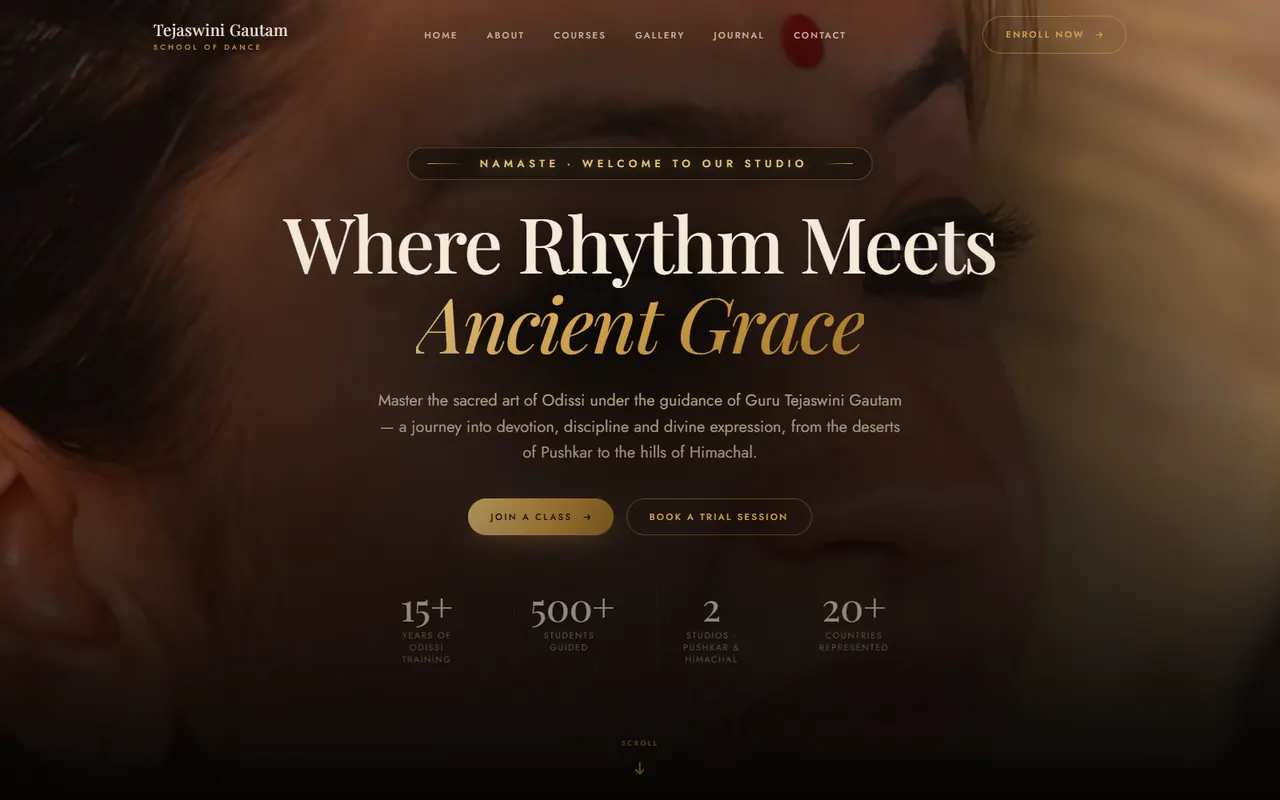 Tejaswini Gautam
SCHOOL OF DANCE
HOME ABOUT COURSES GALLERY JOURNAL CONTACT
ENROLL NOW →
NAMASTE · WELCOME TO OUR STUDIO
Where Rhythm Meets
Ancient Grace
Master the sacred art of Odissi under the guidance of Guru Tejaswini Gautam
— a journey into devotion, discipline and divine expression, from the deserts
of Pushkar to the hills of Himachal.
JOIN A CLASS →
BOOK A TRIAL SESSION
15+
YEARS OF
ODISSI
TRAINING
500+
STUDENTS
GUIDED
2
STUDIOS ·
PUSHKAR &
HIMACHAL
20+
COUNTRIES
REPRESENTED
SCROLL
↓